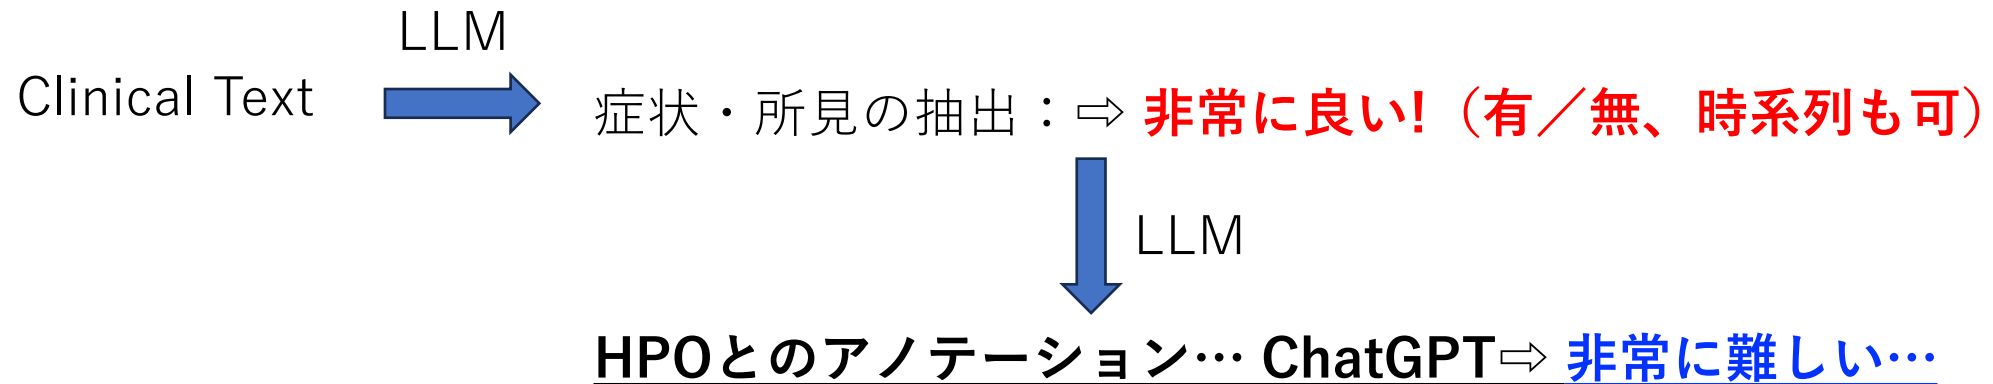 LLM
Clinical Text
症状・所見の抽出：⇨ 非常に良い!（有／無、時系列も可）
LLM
HPOとのアノテーション… ChatGPT⇨ 非常に難しい…